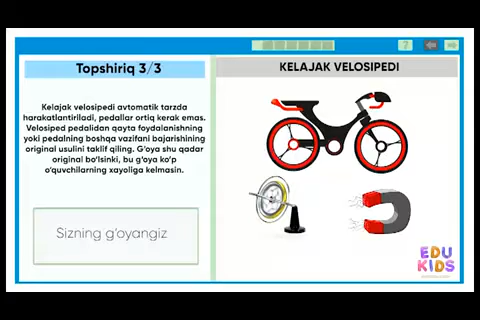 Topshiriq 3/3
Kelajak velosipedi avtomatik tarzda
harakatlantiriladi, pedallar ortiq kerak emas.
Velosiped pedalidan qayta foydalanishning
yoki pedalning boshqa vazifani bajarishining
original usulini taklif qiling. G'oya shu qadar
original bo'lsinki, bu g'oya ko'p
o'quvchilarning xayoliga kelmasin.
Sizning g'oyangiz
?
KELAJAK VELOSIPEDI
EDU
KIDS